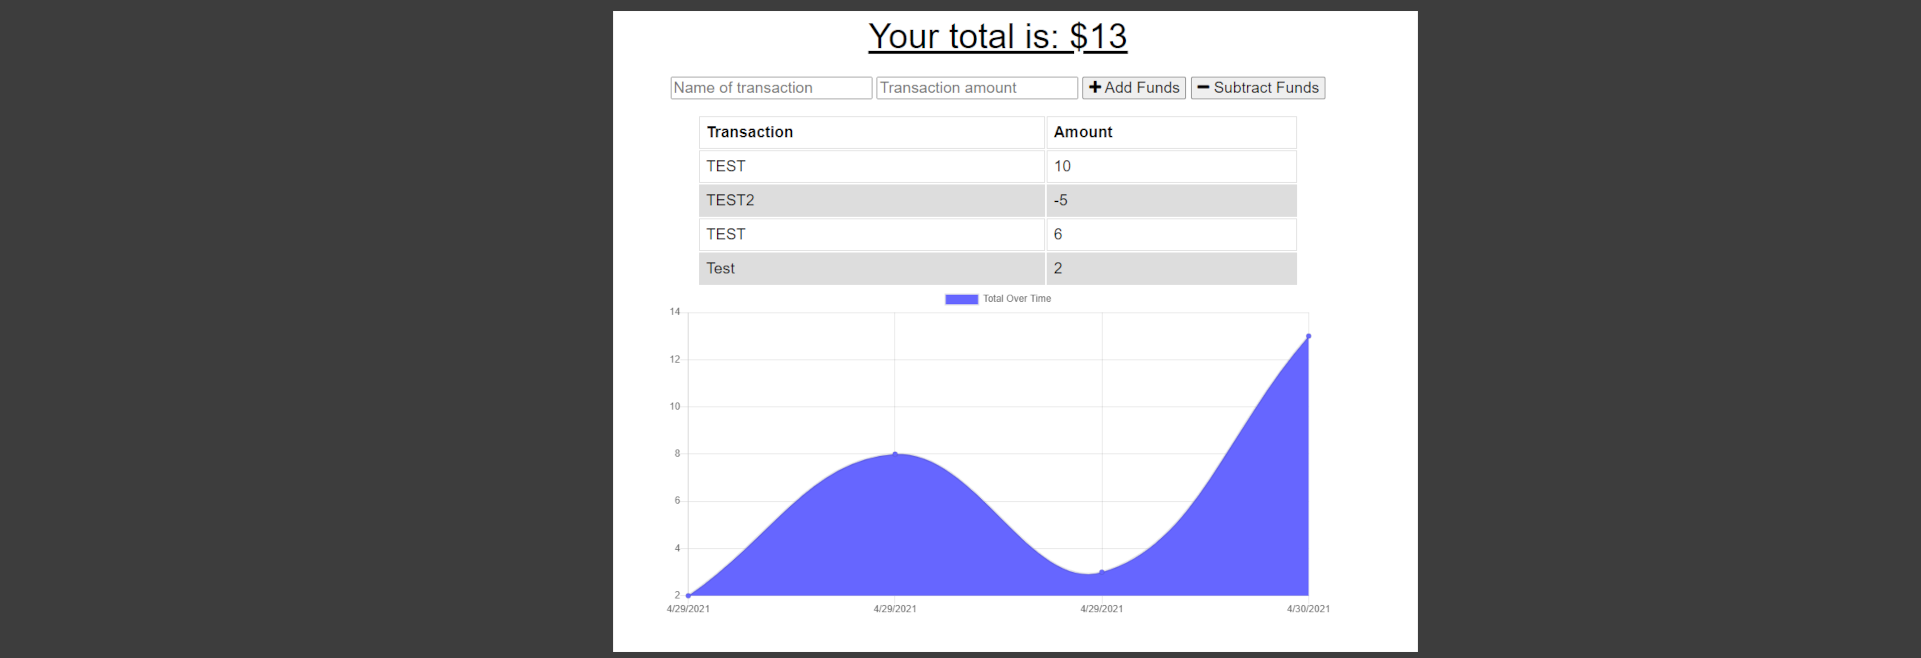 Your total is: $13
Name of transaction Transaction amount Add Funds Subtract Funds
Transaction Amount
TEST 10
TEST2 -5
TEST 6
Test 2
Total Over Time
14
12
10
8
6
4
2
4/29/2021 4/29/2021 4/29/2021 4/30/2021